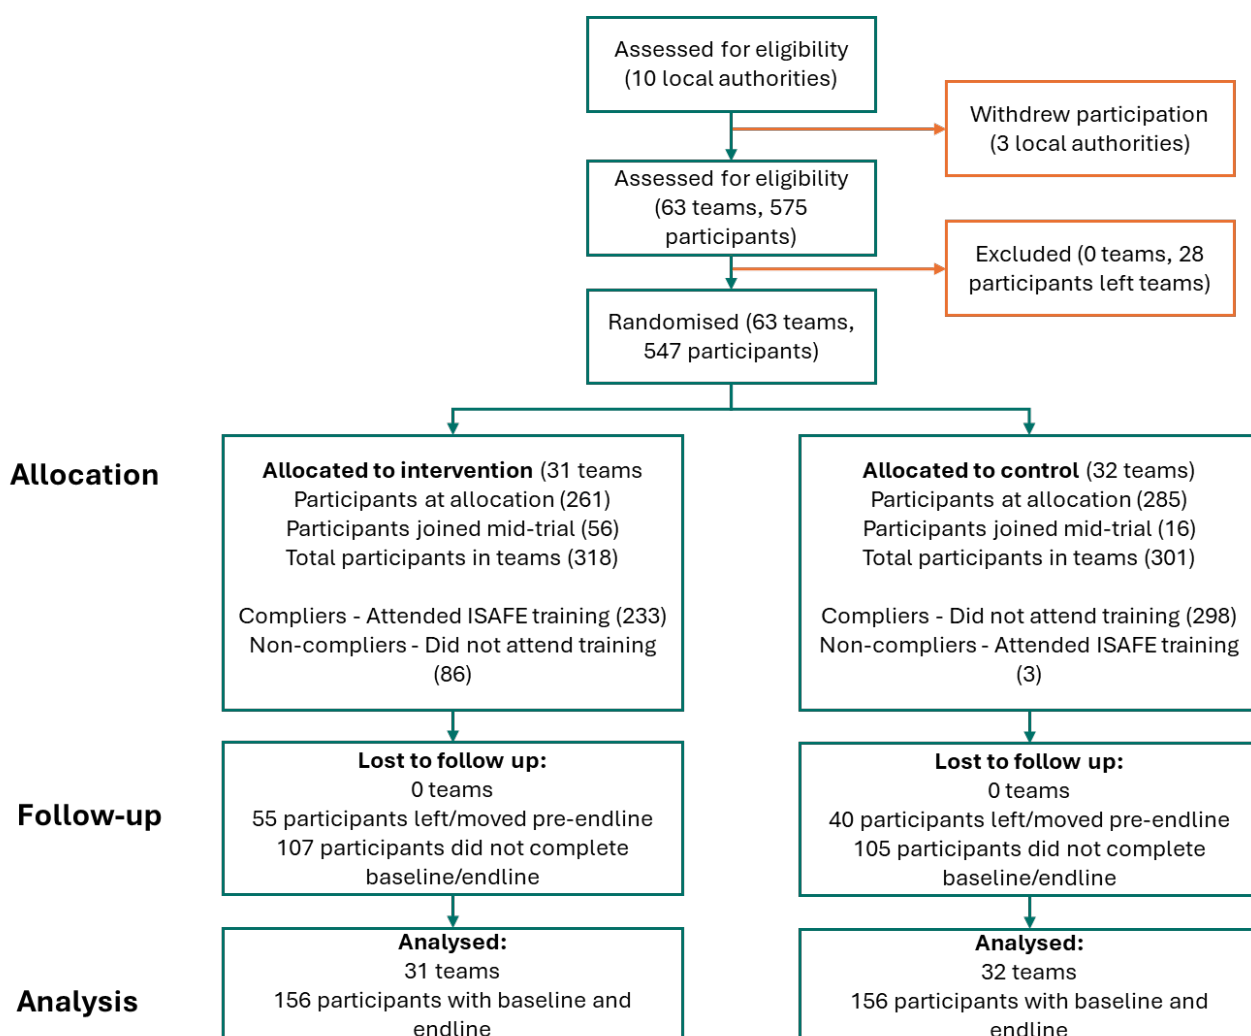 Assessed for eligibility
(10 local authorities)
Withdrew participation
(3 local authorities)
Assessed for eligibility
(63 teams, 575
participants)
Excluded (0 teams, 28
participants left teams)
Randomised (63 teams,
547 participants)
Allocation
Allocated to intervention (31 teams
Participants at allocation (261)
Participants joined mid-trial (56)
Total participants in teams (318)
Compliers - Attended ISAFE training (233)
Non-compliers - Did not attend training
(86)
Allocated to control (32 teams)
Participants at allocation (285)
Participants joined mid-trial (16)
Total participants in teams (301)
Compliers - Did not attend training (298)
Non-compliers - Attended ISAFE training
(3)
Follow-up
Lost to follow up:
0 teams
55 participants left/moved pre-endline
107 participants did not complete
baseline/endline
Lost to follow up:
0 teams
40 participants left/moved pre-endline
105 participants did not complete
baseline/endline
Analysis
Analysed:
31 teams
156 participants with baseline and
endline
Analysed:
32 teams
156 participants with baseline and
endline